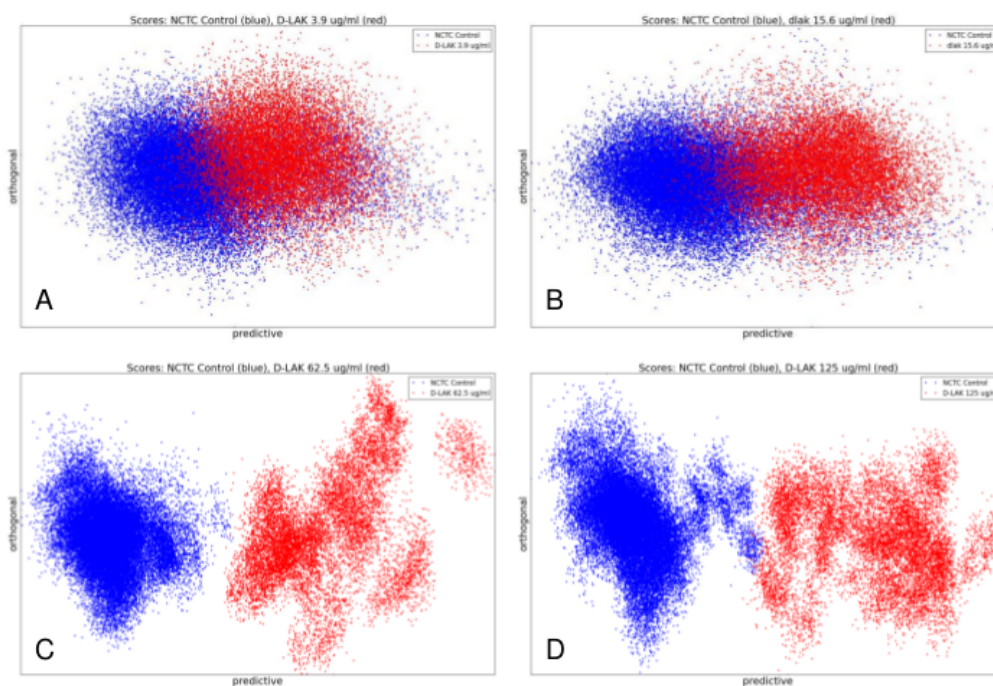 Scores: NCTC Control (blue), D-LAK 3.9 ug/ml (red)
NCTC Control
D-LAK 3.9 ug/ml
orthogonal
A
predictive
Scores: NCTC Control (blue), dlak 15.6 ug/ml (red)
NCTC Control
dlak 15.6 ug/m
orthogonal
B
predictive
Scores: NCTC Control (blue), D-LAK 62.5 ug/ml (red)
NCTC Control
D-LAK 62.5 ug/ml
orthogonal
C
predictive
Scores: NCTC Control (blue), D-LAK 125 ug/ml (red)
NCTC Control
D-LAK 125 ug/m
orthogonal
D
predictive